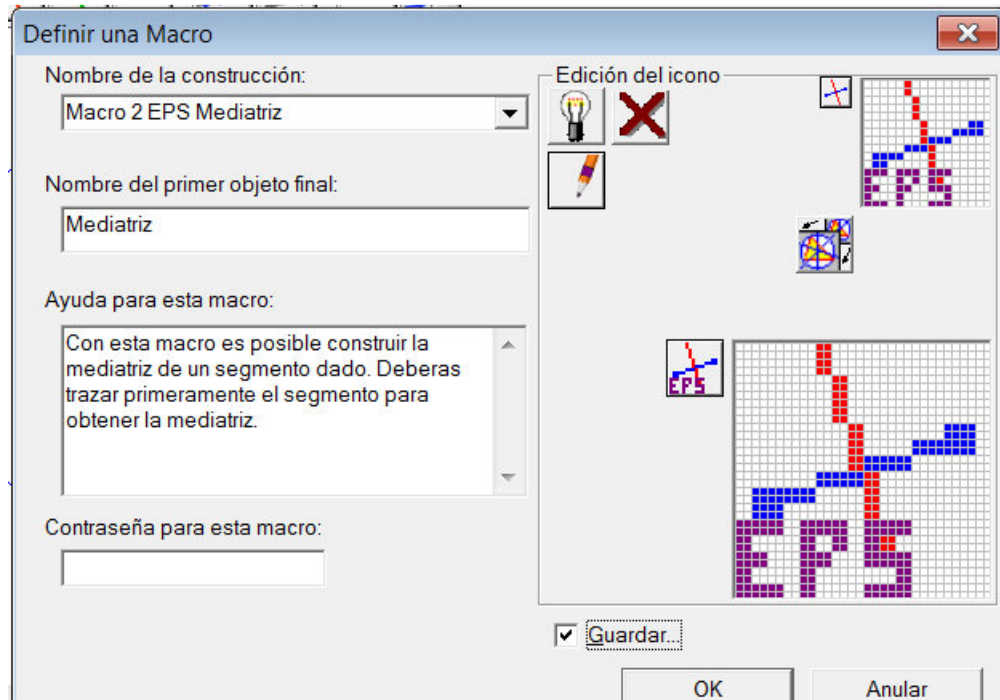 Definir una Macro
Nombre de la construcción:
Macro 2 EPS Mediatriz
Nombre del primer objeto final:
Mediatriz
Ayuda para esta macro:
Con esta macro es posible construir la
mediatriz de un segmento dado. Deberas
trazar primeramente el segmento para
obtener la mediatriz.
Contraseña para esta macro:
Edición del icono
EPS
EPS
EPS
Guardar...
OK
Anular